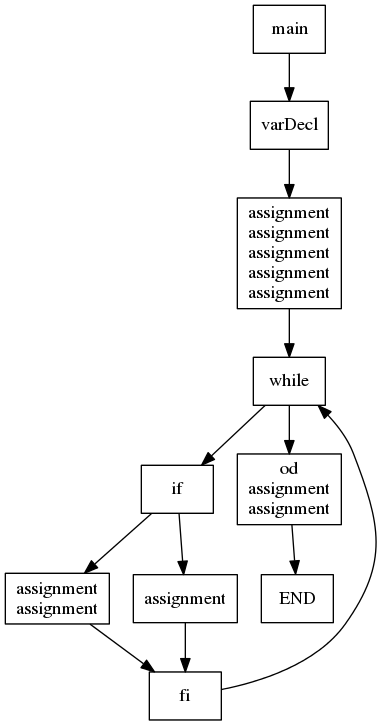 main
varDecl
assignment
assignment
assignment
assignment
assignment
while
if
od
assignment
assignment
assignment
assignment
assignment
END
fi